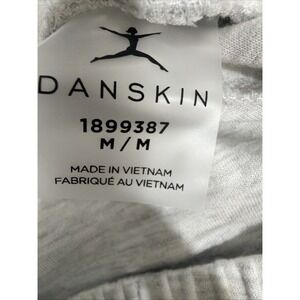 DANSKIN
1899387
M / M
MADE IN VIETNAM
FABRIQUÉ AU VIETNAM